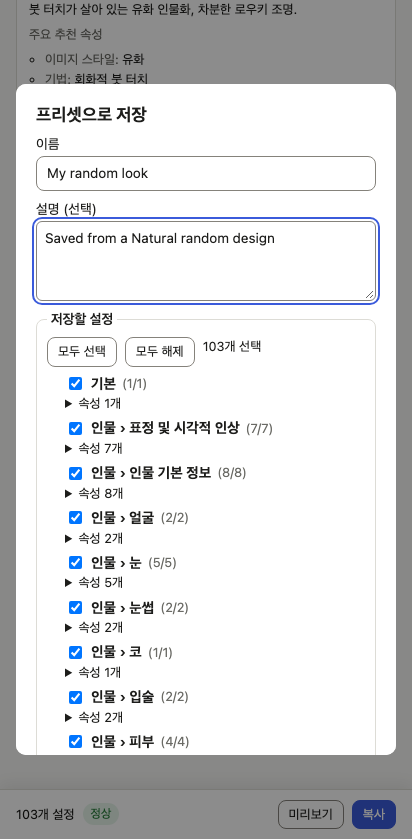 붓 터치가 살아 있는 유화 인물화, 차분한 로우키 조명.
주요 추천 속성
이미지 스타일: 유화
기법: 회화적 붓 터치
프리셋으로 저장
이름
My random look
설명 (선택)
Saved from a Natural random design
저장할 설정
모두 선택 모두 해제 103개 선택
기본 (1/1)
▶ 속성 1개
인물 › 표정 및 시각적 인상 (7/7)
▶ 속성 7개
인물 › 인물 기본 정보 (8/8)
▶ 속성 8개
인물 › 얼굴 (2/2)
▶ 속성 2개
인물 › 눈 (5/5)
▶ 속성 5개
인물 › 눈썹 (2/2)
▶ 속성 2개
인물 › 코 (1/1)
▶ 속성 1개
인물 › 입술 (2/2)
▶ 속성 2개
인물 › 피부 (4/4)
103개 설정 정상 미리보기 복사